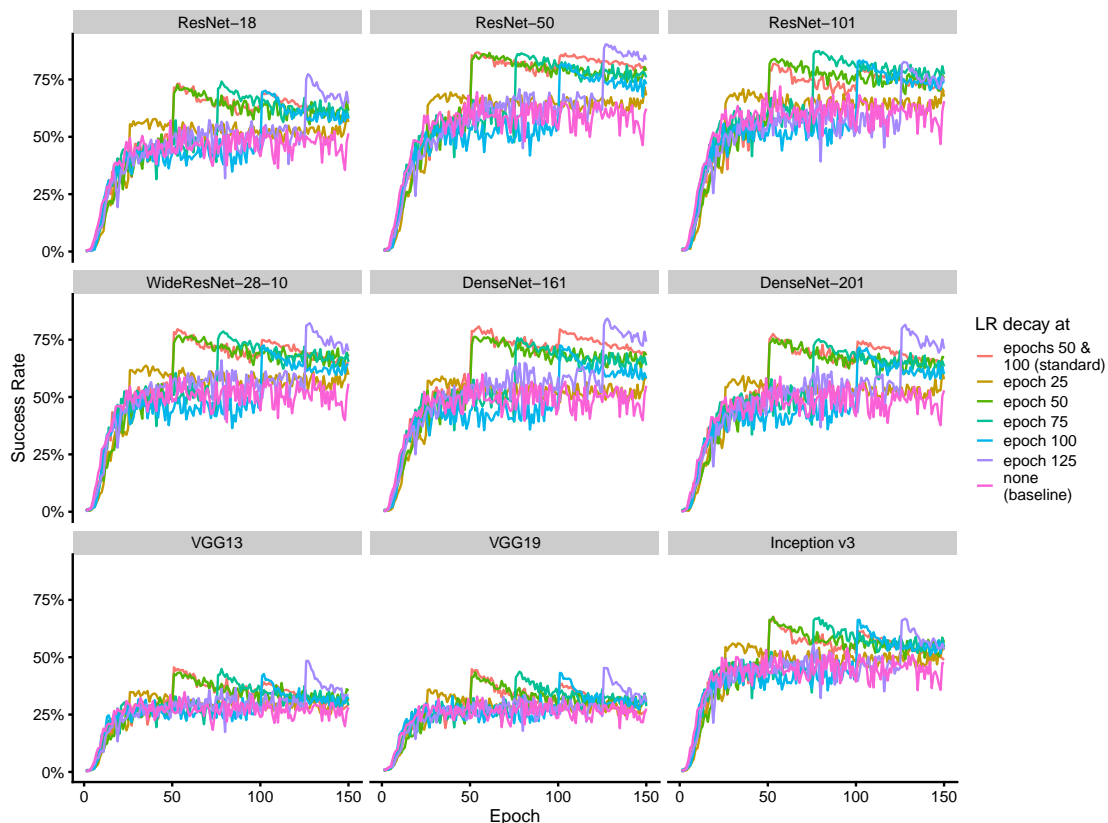 ResNet−18
ResNet−50
ResNet−101
75%
50%
25%
0%
WideResNet−28−10
DenseNet−161
DenseNet−201
75%
50%
25%
0%
VGG13
VGG19
Inception v3
75%
50%
25%
0%
0 50 100 150
0 50 100 150
0 50 100 150
Epoch
Success Rate
LR decay at
epochs 50 &
100 (standard)
epoch 25
epoch 50
epoch 75
epoch 100
epoch 125
none
(baseline)